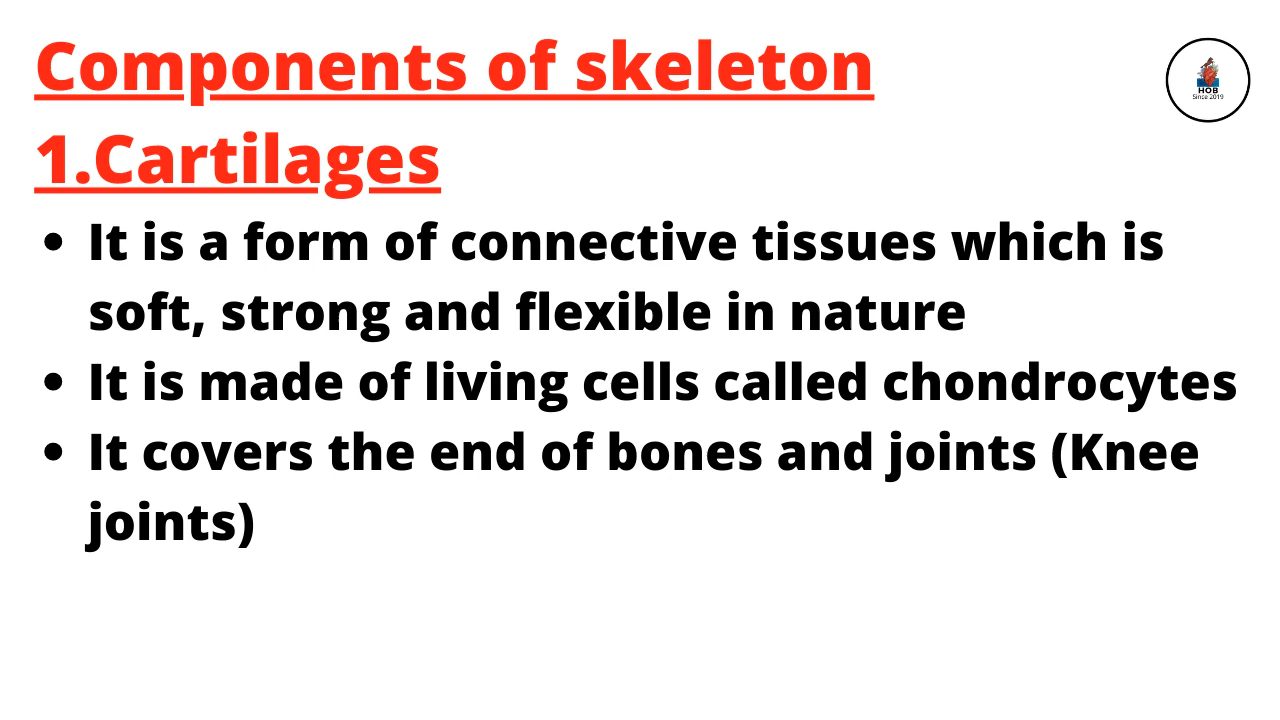 Components of skeleton
HOB
Since 2019
1.Cartilages
• It is a form of connective tissues which is
soft, strong and flexible in nature
• It is made of living cells called chondrocytes
• It covers the end of bones and joints (Knee
joints)